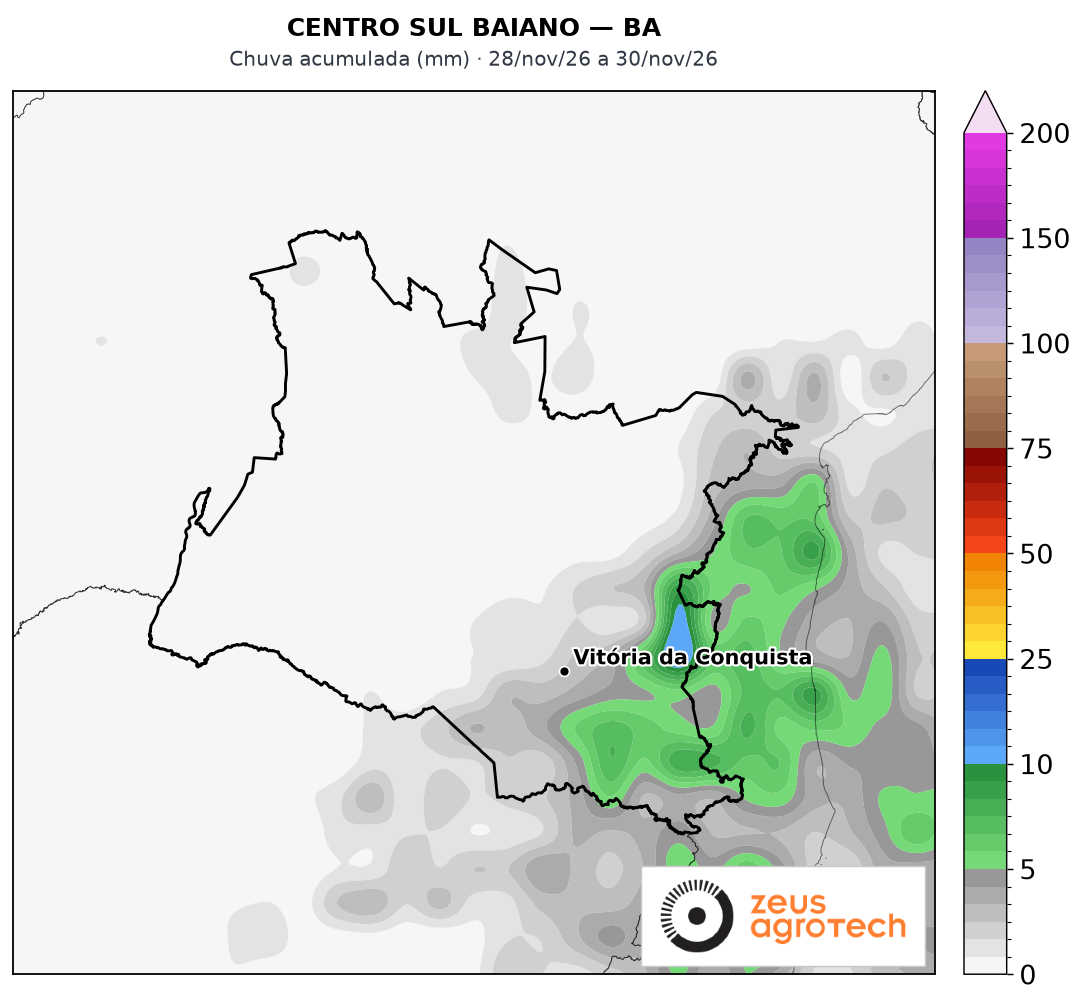 CENTRO SUL BAIANO — BA
Chuva acumulada (mm) · 28/nov/26 a 30/nov/26
200
150
100
75
50
25
10
5
0
Vitória da Conquista
zeus
agrotech